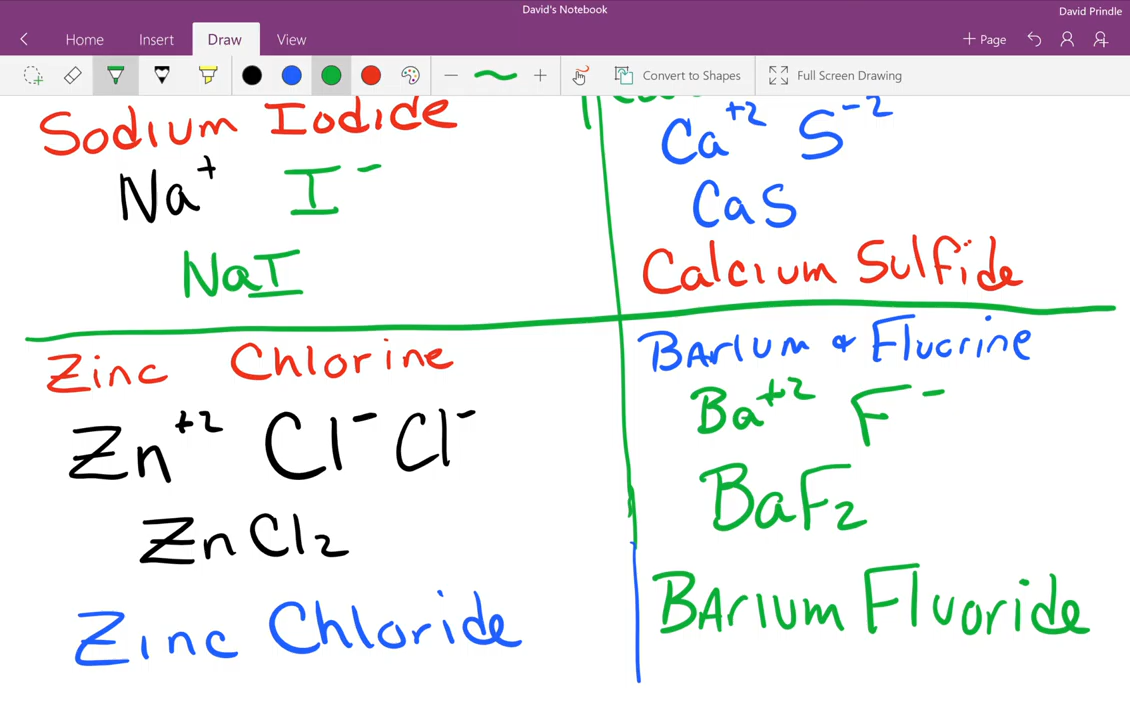 David's Notebook
David Prindle
Home Insert Draw View
+ Page
Convert to Shapes
Full Screen Drawing
Sodium Iodide
Na+ I-
NaI
Ca+2 S-2
CaS
Calcium Sulfide
Zinc Chlorine
Zn+2 Cl- Cl-
ZnCl2
Zinc Chloride
Barium & Fluorine
Ba+2 F-
BaF2
Barium Fluoride